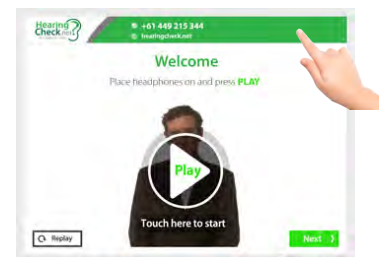 Hearing
Check.net
+61 449 215 344
hearingcheck.net
Welcome
Place headphones on and press PLAY
Play
Touch here to start
Replay
Next